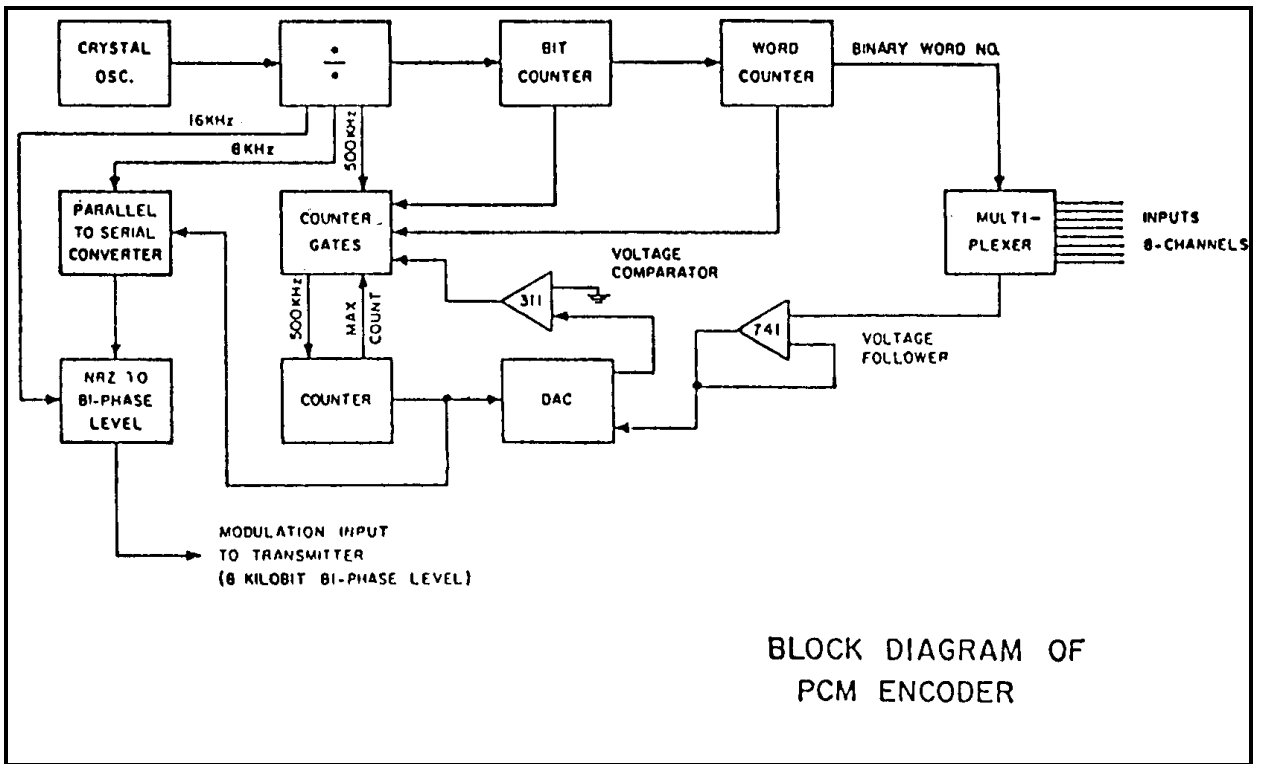 CRYSTAL
OSC.
÷
BIT
COUNTER
WORD
COUNTER
BINARY WORD NO.
16KHz
8KHz
500KHz
PARALLEL
TO SERIAL
CONVERTER
COUNTER
GATES
MULTI-
PLEXER
INPUTS
8-CHANNELS
VOLTAGE
COMPARATOR
311
500KHz
MAX
COUNT
741
VOLTAGE
FOLLOWER
NRZ TO
BI-PHASE
LEVEL
COUNTER
DAC
MODULATION INPUT
TO TRANSMITTER
(8 KILOBIT BI-PHASE LEVEL)
BLOCK DIAGRAM OF
PCM ENCODER